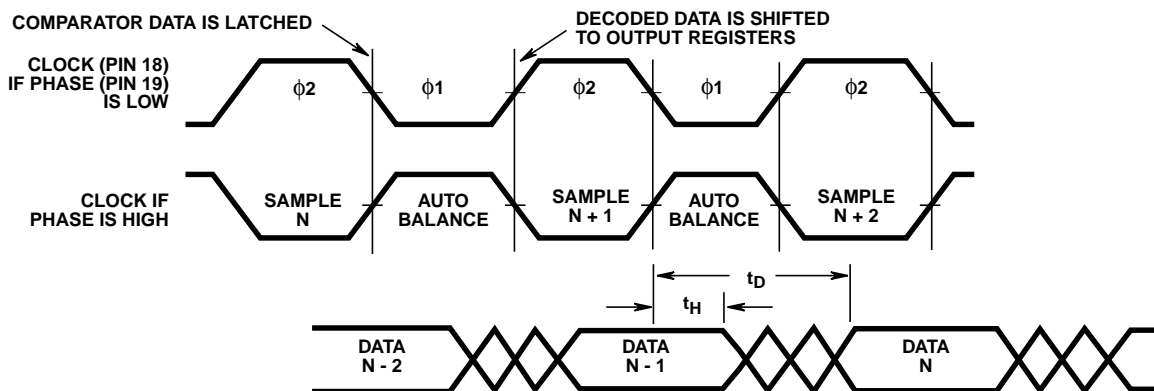 COMPARATOR DATA IS LATCHED
DECODED DATA IS SHIFTED
TO OUTPUT REGISTERS
CLOCK (PIN 18)
IF PHASE (PIN 19)
IS LOW
ϕ2
ϕ1
ϕ2
ϕ1
ϕ2
CLOCK IF
PHASE IS HIGH
SAMPLE
N
AUTO
BALANCE
SAMPLE
N + 1
AUTO
BALANCE
SAMPLE
N + 2
tD
tH
DATA
N - 2
DATA
N - 1
DATA
N